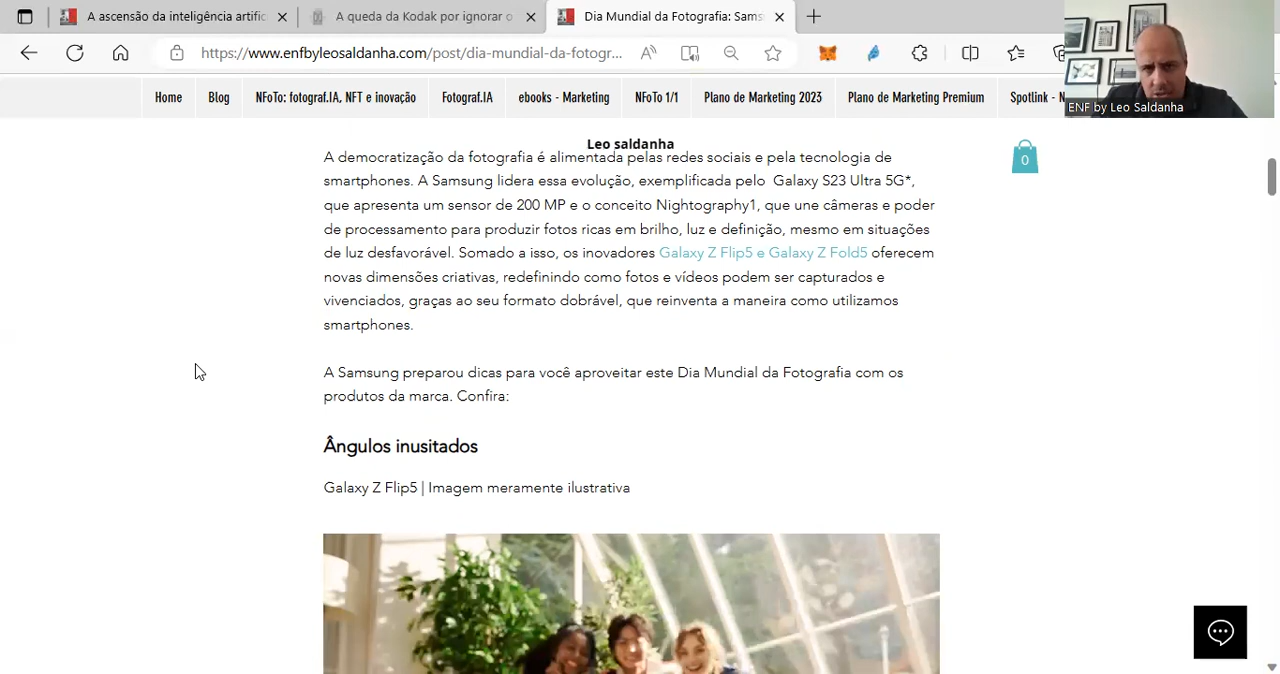 A ascensão da inteligência artific
A queda da Kodak por ignorar o
Dia Mundial da Fotografia: Sams
https://www.enfbyleosaldanha.com/post/dia-mundial-da-fotogr...
ENF by Leo Saldanha
Home Blog NFoTo: fotograf.IA, NFT e inovação Fotograf.IA ebooks - Marketing NFoTo 1/1 Plano de Marketing 2023 Plano de Marketing Premium Spotlink - N
Leo saldanha
0
A democratização da fotografia é alimentada pelas redes sociais e pela tecnologia de
smartphones. A Samsung lidera essa evolução, exemplificada pelo Galaxy S23 Ultra 5G*,
que apresenta um sensor de 200 MP e o conceito Nightography1, que une câmeras e poder
de processamento para produzir fotos ricas em brilho, luz e definição, mesmo em situações
de luz desfavorável. Somado a isso, os inovadores Galaxy Z Flip5 e Galaxy Z Fold5 oferecem
novas dimensões criativas, redefinindo como fotos e vídeos podem ser capturados e
vivenciados, graças ao seu formato dobrável, que reinventa a maneira como utilizamos
smartphones.
A Samsung preparou dicas para você aproveitar este Dia Mundial da Fotografia com os
produtos da marca. Confira:
Ângulos inusitados
Galaxy Z Flip5 | Imagem meramente ilustrativa